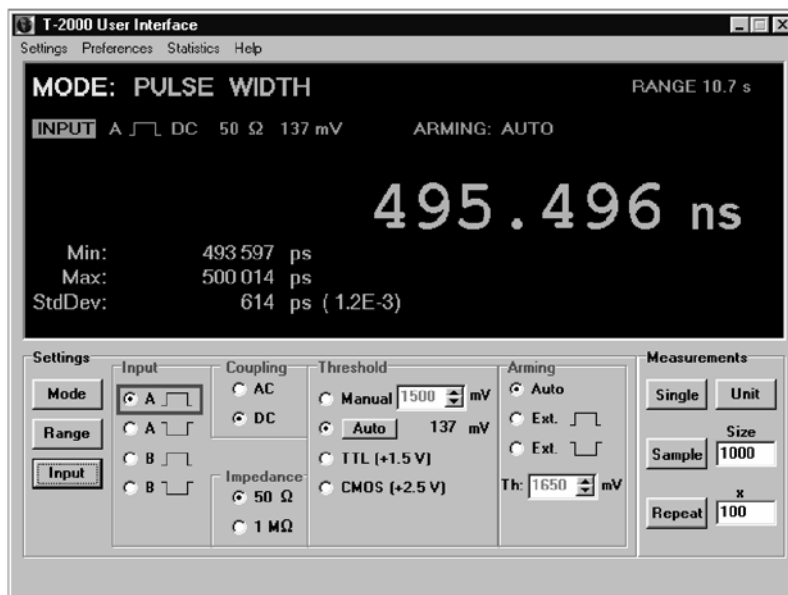 T-2000 User Interface
Settings Preferences Statistics Help
MODE: PULSE WIDTH RANGE 10.7 s
INPUT A DC 50 Ω 137 mV ARMING: AUTO
495.496 ns
Min: 493 597 ps
Max: 500 014 ps
StdDev: 614 ps ( 1.2E-3)
Settings
Mode
Range
Input
Input
A
A
B
B
Coupling
AC
DC
Impedance
50 Ω
1 MΩ
Threshold
Manual 1500 mV
Auto 137 mV
TTL (+1.5 V)
CMOS (+2.5 V)
Arming
Auto
Ext.
Ext.
Th: 1650 mV
Measurements
Single Unit
Size
Sample 1000
x
Repeat 100